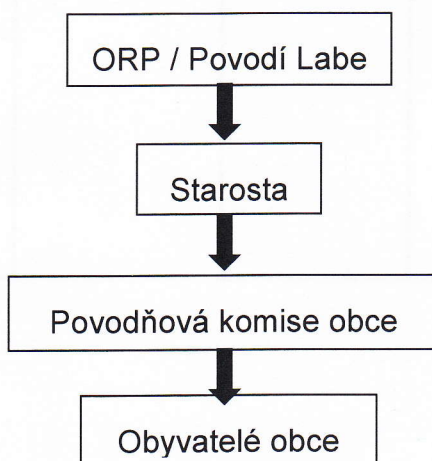 ORP / Povodí Labe
Starosta
Povodňová komise obce
Obyvatelé obce